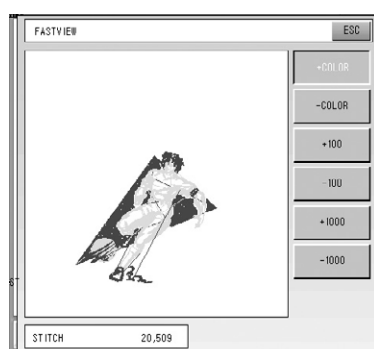 FASTVIEW
ESC
+COLOR
-COLOR
+100
-100
+1000
-1000
STITCH 20,509